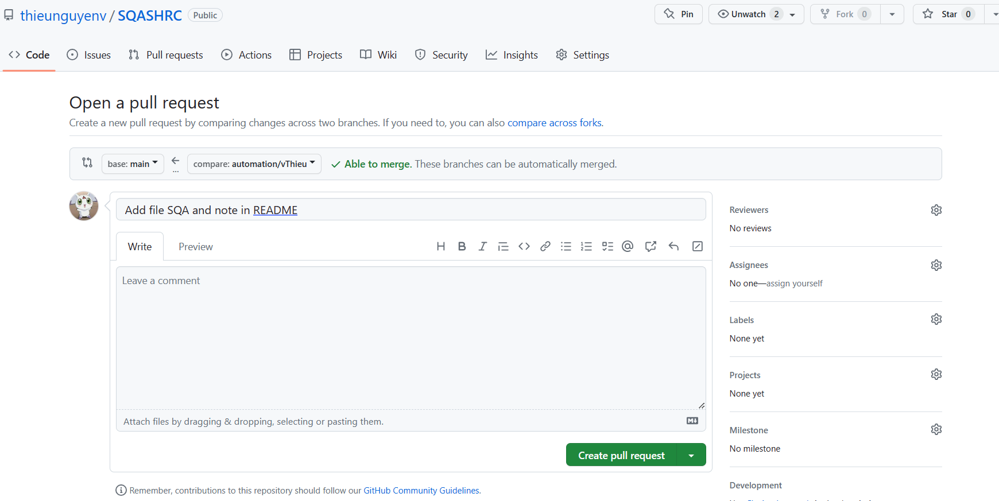 thieunguyenv / SQASHRC Public
Pin
Unwatch 2
Fork 0
Star 0
Code
Issues
Pull requests
Actions
Projects
Wiki
Security
Insights
Settings
Open a pull request
Create a new pull request by comparing changes across two branches. If you need to, you can also compare across forks.
base: main
...
compare: automation/vThieu
Able to merge. These branches can be automatically merged.
Add file SQA and note in README
Write
Preview
Leave a comment
Attach files by dragging & dropping, selecting or pasting them.
Create pull request
Remember, contributions to this repository should follow our GitHub Community Guidelines.
Reviewers
No reviews
Assignees
No one—assign yourself
Labels
None yet
Projects
None yet
Milestone
No milestone
Development